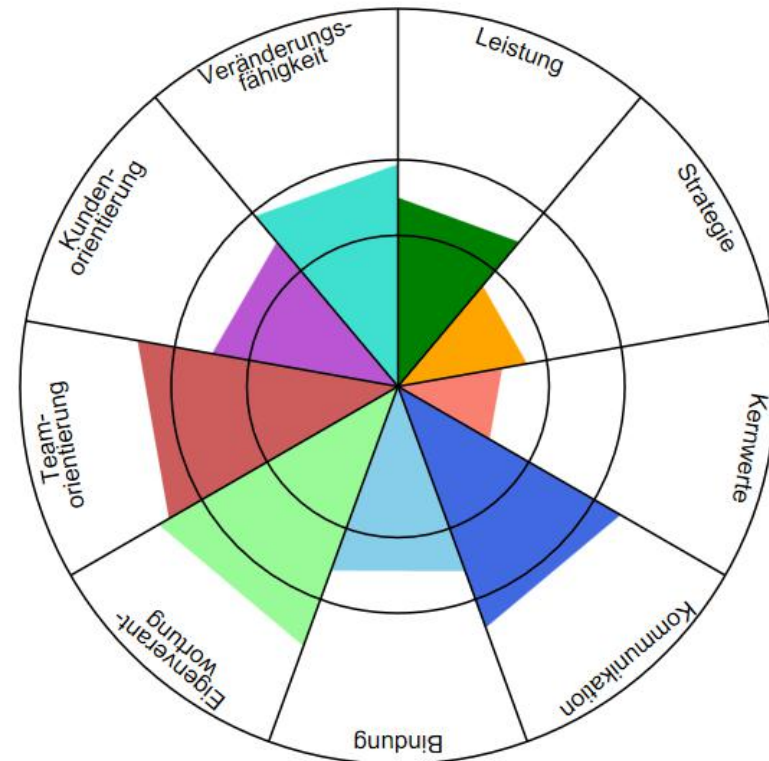 Leistung
Strategie
Kernwerte
Kommunikation
Bindung
Eigenverant-
wortung
Team-
orientierung
Kunden-
orientierung
Veränderungs-
fähigkeit